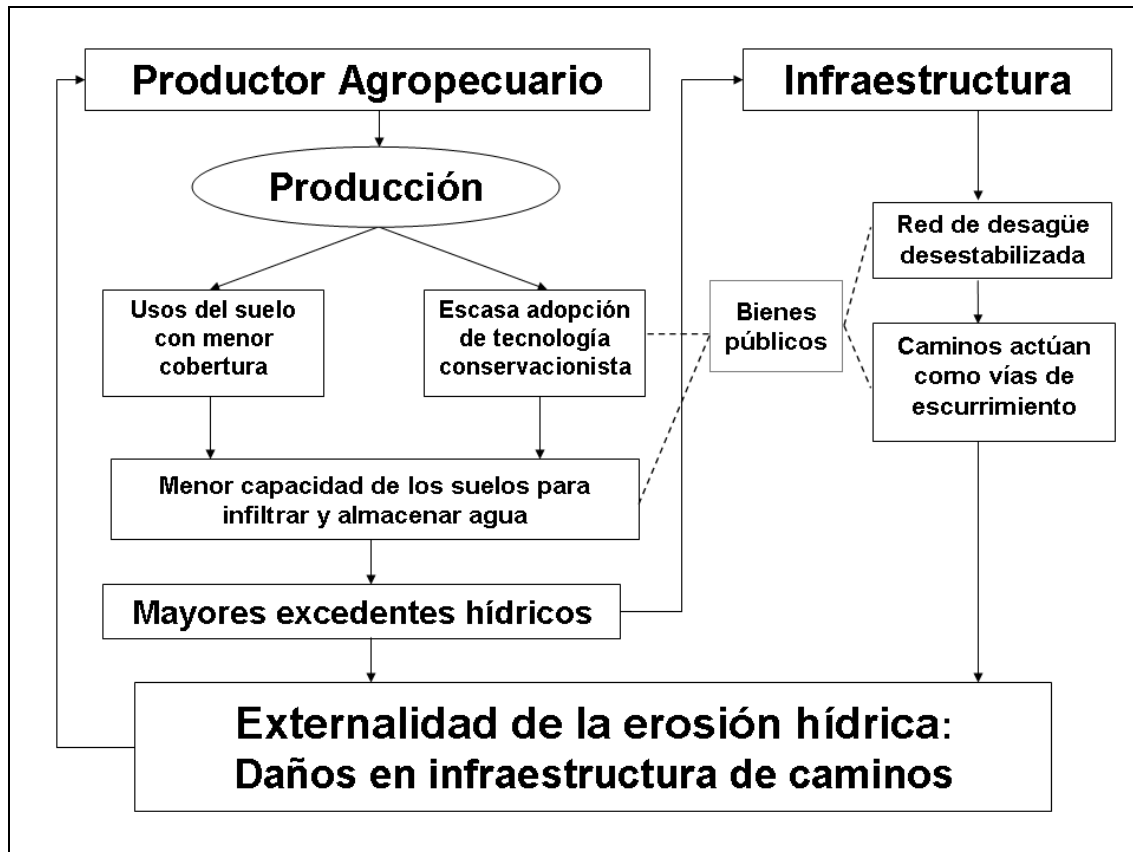 Productor Agropecuario
Infraestructura
Producción
Red de desagüe
desestabilizada
Usos del suelo
con menor
cobertura
Escasa adopción
de tecnología
conservacionista
Bienes
públicos
Caminos actúan
como vías de
escurrimiento
Menor capacidad de los suelos para
infiltrar y almacenar agua
Mayores excedentes hídricos
Externalidad de la erosión hídrica:
Daños en infraestructura de caminos